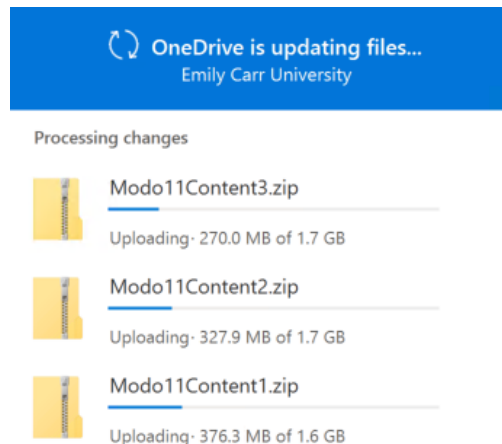 OneDrive is updating files...
Emily Carr University
Processing changes
Modo11Content3.zip
Uploading· 270.0 MB of 1.7 GB
Modo11Content2.zip
Uploading· 327.9 MB of 1.7 GB
Modo11Content1.zip
Uploading· 376.3 MB of 1.6 GB